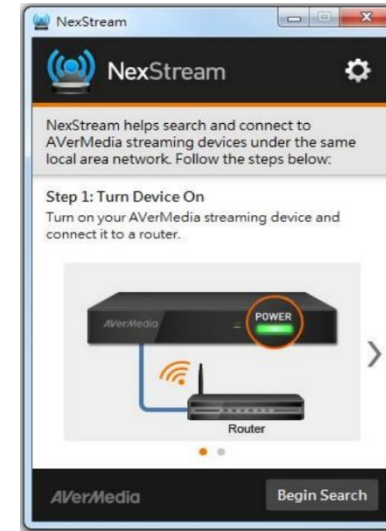 NexStream
NexStream
NexStream helps search and connect to
AVerMedia streaming devices under the same
local area network. Follow the steps below:
Step 1: Turn Device On
Turn on your AVerMedia streaming device and
connect it to a router.
AVerMedia
POWER
Router
AVerMedia
Begin Search